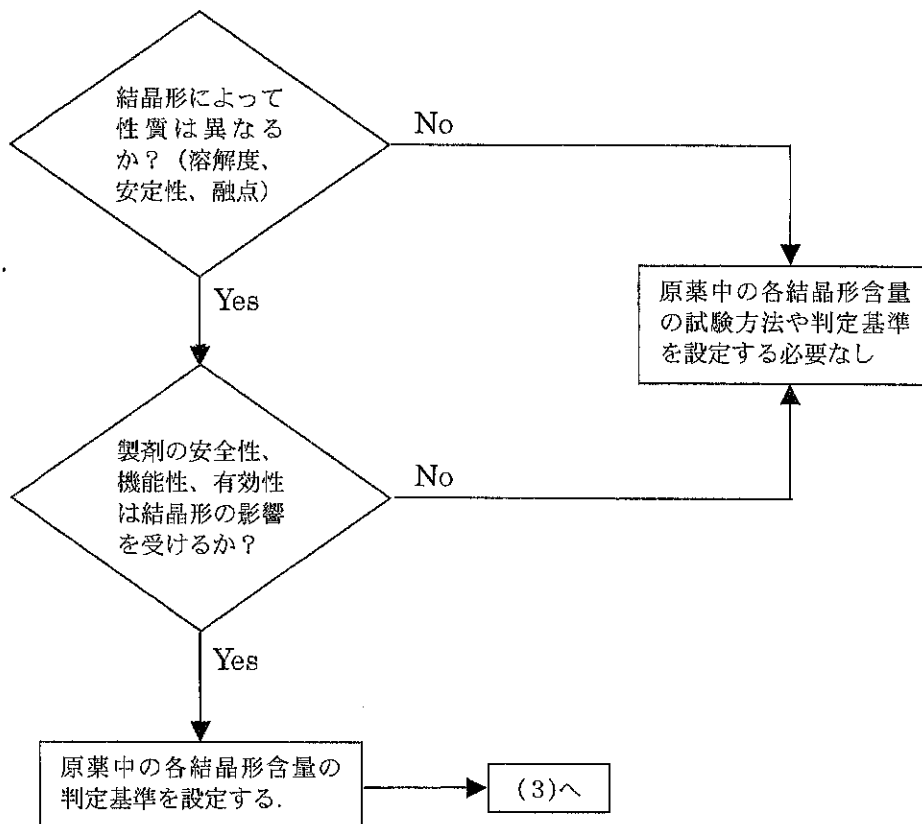 結晶形によって
性質は異なる
か？（溶解度、
安定性、融点）
No
Yes
原薬中の各結晶形含量
の試験方法や判定基準
を設定する必要なし
製剤の安全性、
機能性、有効性
は結晶形の影響
を受けるか？
No
Yes
原薬中の各結晶形含量の
判定基準を設定する.
(3)へ